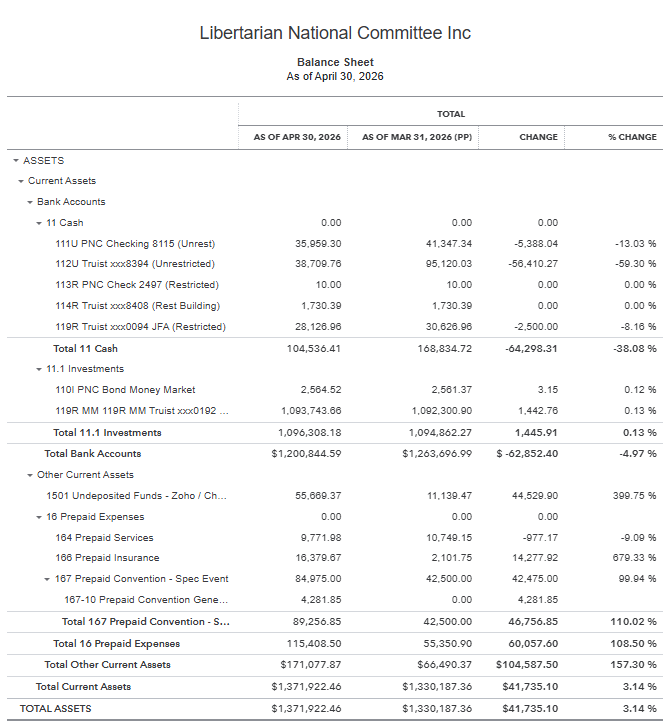 Libertarian National Committee Inc
Balance Sheet
As of April 30, 2026
TOTAL
AS OF APR 30, 2026 AS OF MAR 31, 2026 (PP) CHANGE % CHANGE
ASSETS
Current Assets
Bank Accounts
11 Cash 0.00 0.00 0.00
111U PNC Checking 8115 (Unrest) 35,959.30 41,347.34 -5,388.04 -13.03 %
112U Truist xxx8394 (Unrestricted) 38,709.76 95,120.03 -56,410.27 -59.30 %
113R PNC Check 2497 (Restricted) 10.00 10.00 0.00 0.00 %
114R Truist xxx8408 (Rest Building) 1,730.39 1,730.39 0.00 0.00 %
119R Truist xxx0094 JFA (Restricted) 28,126.96 30,626.96 -2,500.00 -8.16 %
Total 11 Cash 104,536.41 168,834.72 -64,298.31 -38.08 %
11.1 Investments
110I PNC Bond Money Market 2,564.52 2,561.37 3.15 0.12 %
119R MM 119R MM Truist xxx0192 ... 1,093,743.66 1,092,300.90 1,442.76 0.13 %
Total 11.1 Investments 1,096,308.18 1,094,862.27 1,445.91 0.13 %
Total Bank Accounts $1,200,844.59 $1,263,696.99 $ -62,852.40 -4.97 %
Other Current Assets
1501 Undeposited Funds - Zoho / Ch... 55,669.37 11,139.47 44,529.90 399.75 %
16 Prepaid Expenses 0.00 0.00 0.00
164 Prepaid Services 9,771.98 10,749.15 -977.17 -9.09 %
166 Prepaid Insurance 16,379.67 2,101.75 14,277.92 679.33 %
167 Prepaid Convention - Spec Event 84,975.00 42,500.00 42,475.00 99.94 %
167-10 Prepaid Convention Gene... 4,281.85 0.00 4,281.85
Total 167 Prepaid Convention - S... 89,256.85 42,500.00 46,756.85 110.02 %
Total 16 Prepaid Expenses 115,408.50 55,350.90 60,057.60 108.50 %
Total Other Current Assets $171,077.87 $66,490.37 $104,587.50 157.30 %
Total Current Assets $1,371,922.46 $1,330,187.36 $41,735.10 3.14 %
TOTAL ASSETS $1,371,922.46 $1,330,187.36 $41,735.10 3.14 %